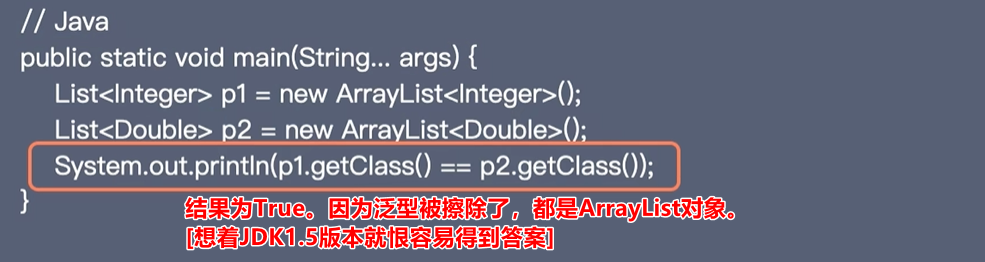 // Java
public static void main(String... args) {
List<Integer> p1 = new ArrayList<Integer>();
List<Double> p2 = new ArrayList<Double>();
System.out.println(p1.getClass() == p2.getClass());
}
结果为True。因为泛型被擦除了，都是ArrayList对象。
[想着JDK1.5版本就恨容易得到答案]